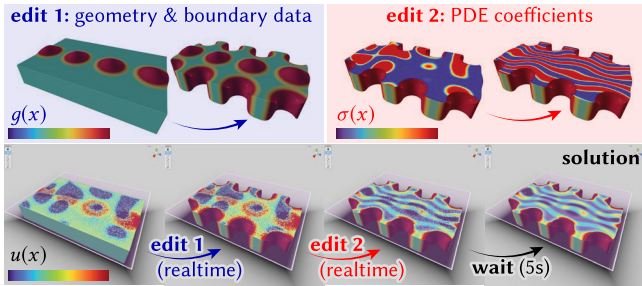 edit 1: geometry & boundary data
g(x)
edit 2: PDE coefficients
σ(x)
solution
u(x)
edit 1
(realtime)
edit 2
(realtime)
wait (5s)